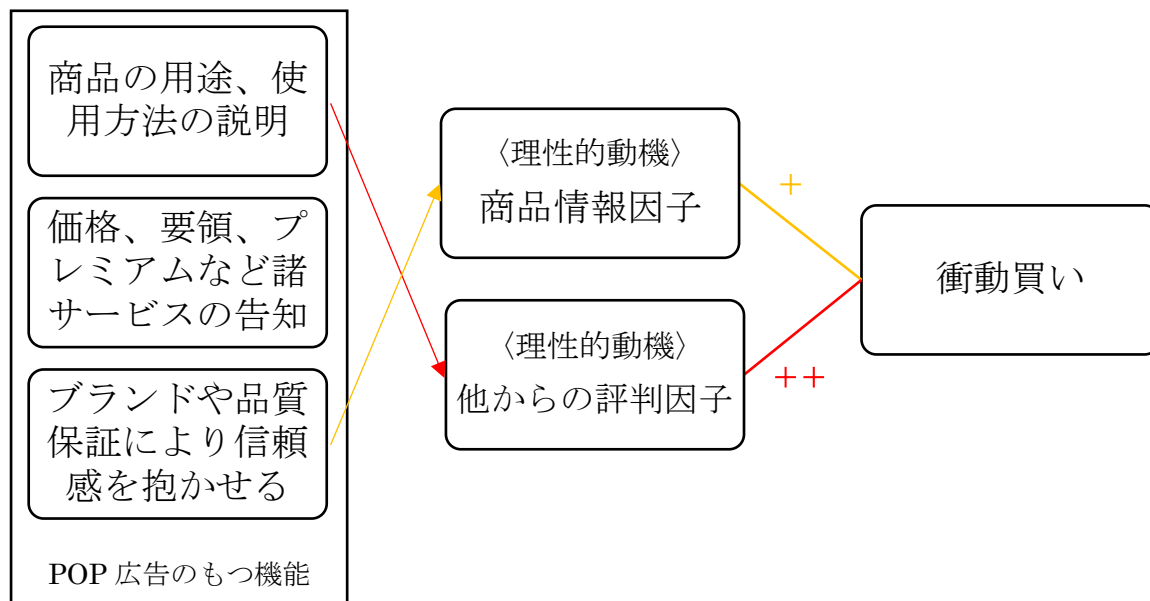 商品の用途、使
用方法の説明
価格、要領、プ
レミアムなど諸
サービスの告知
ブランドや品質
保証により信頼
感を抱かせる
POP 広告のもつ機能
〈理性的動機〉
商品情報因子
〈理性的動機〉
他からの評判因子
+
++
衝動買い